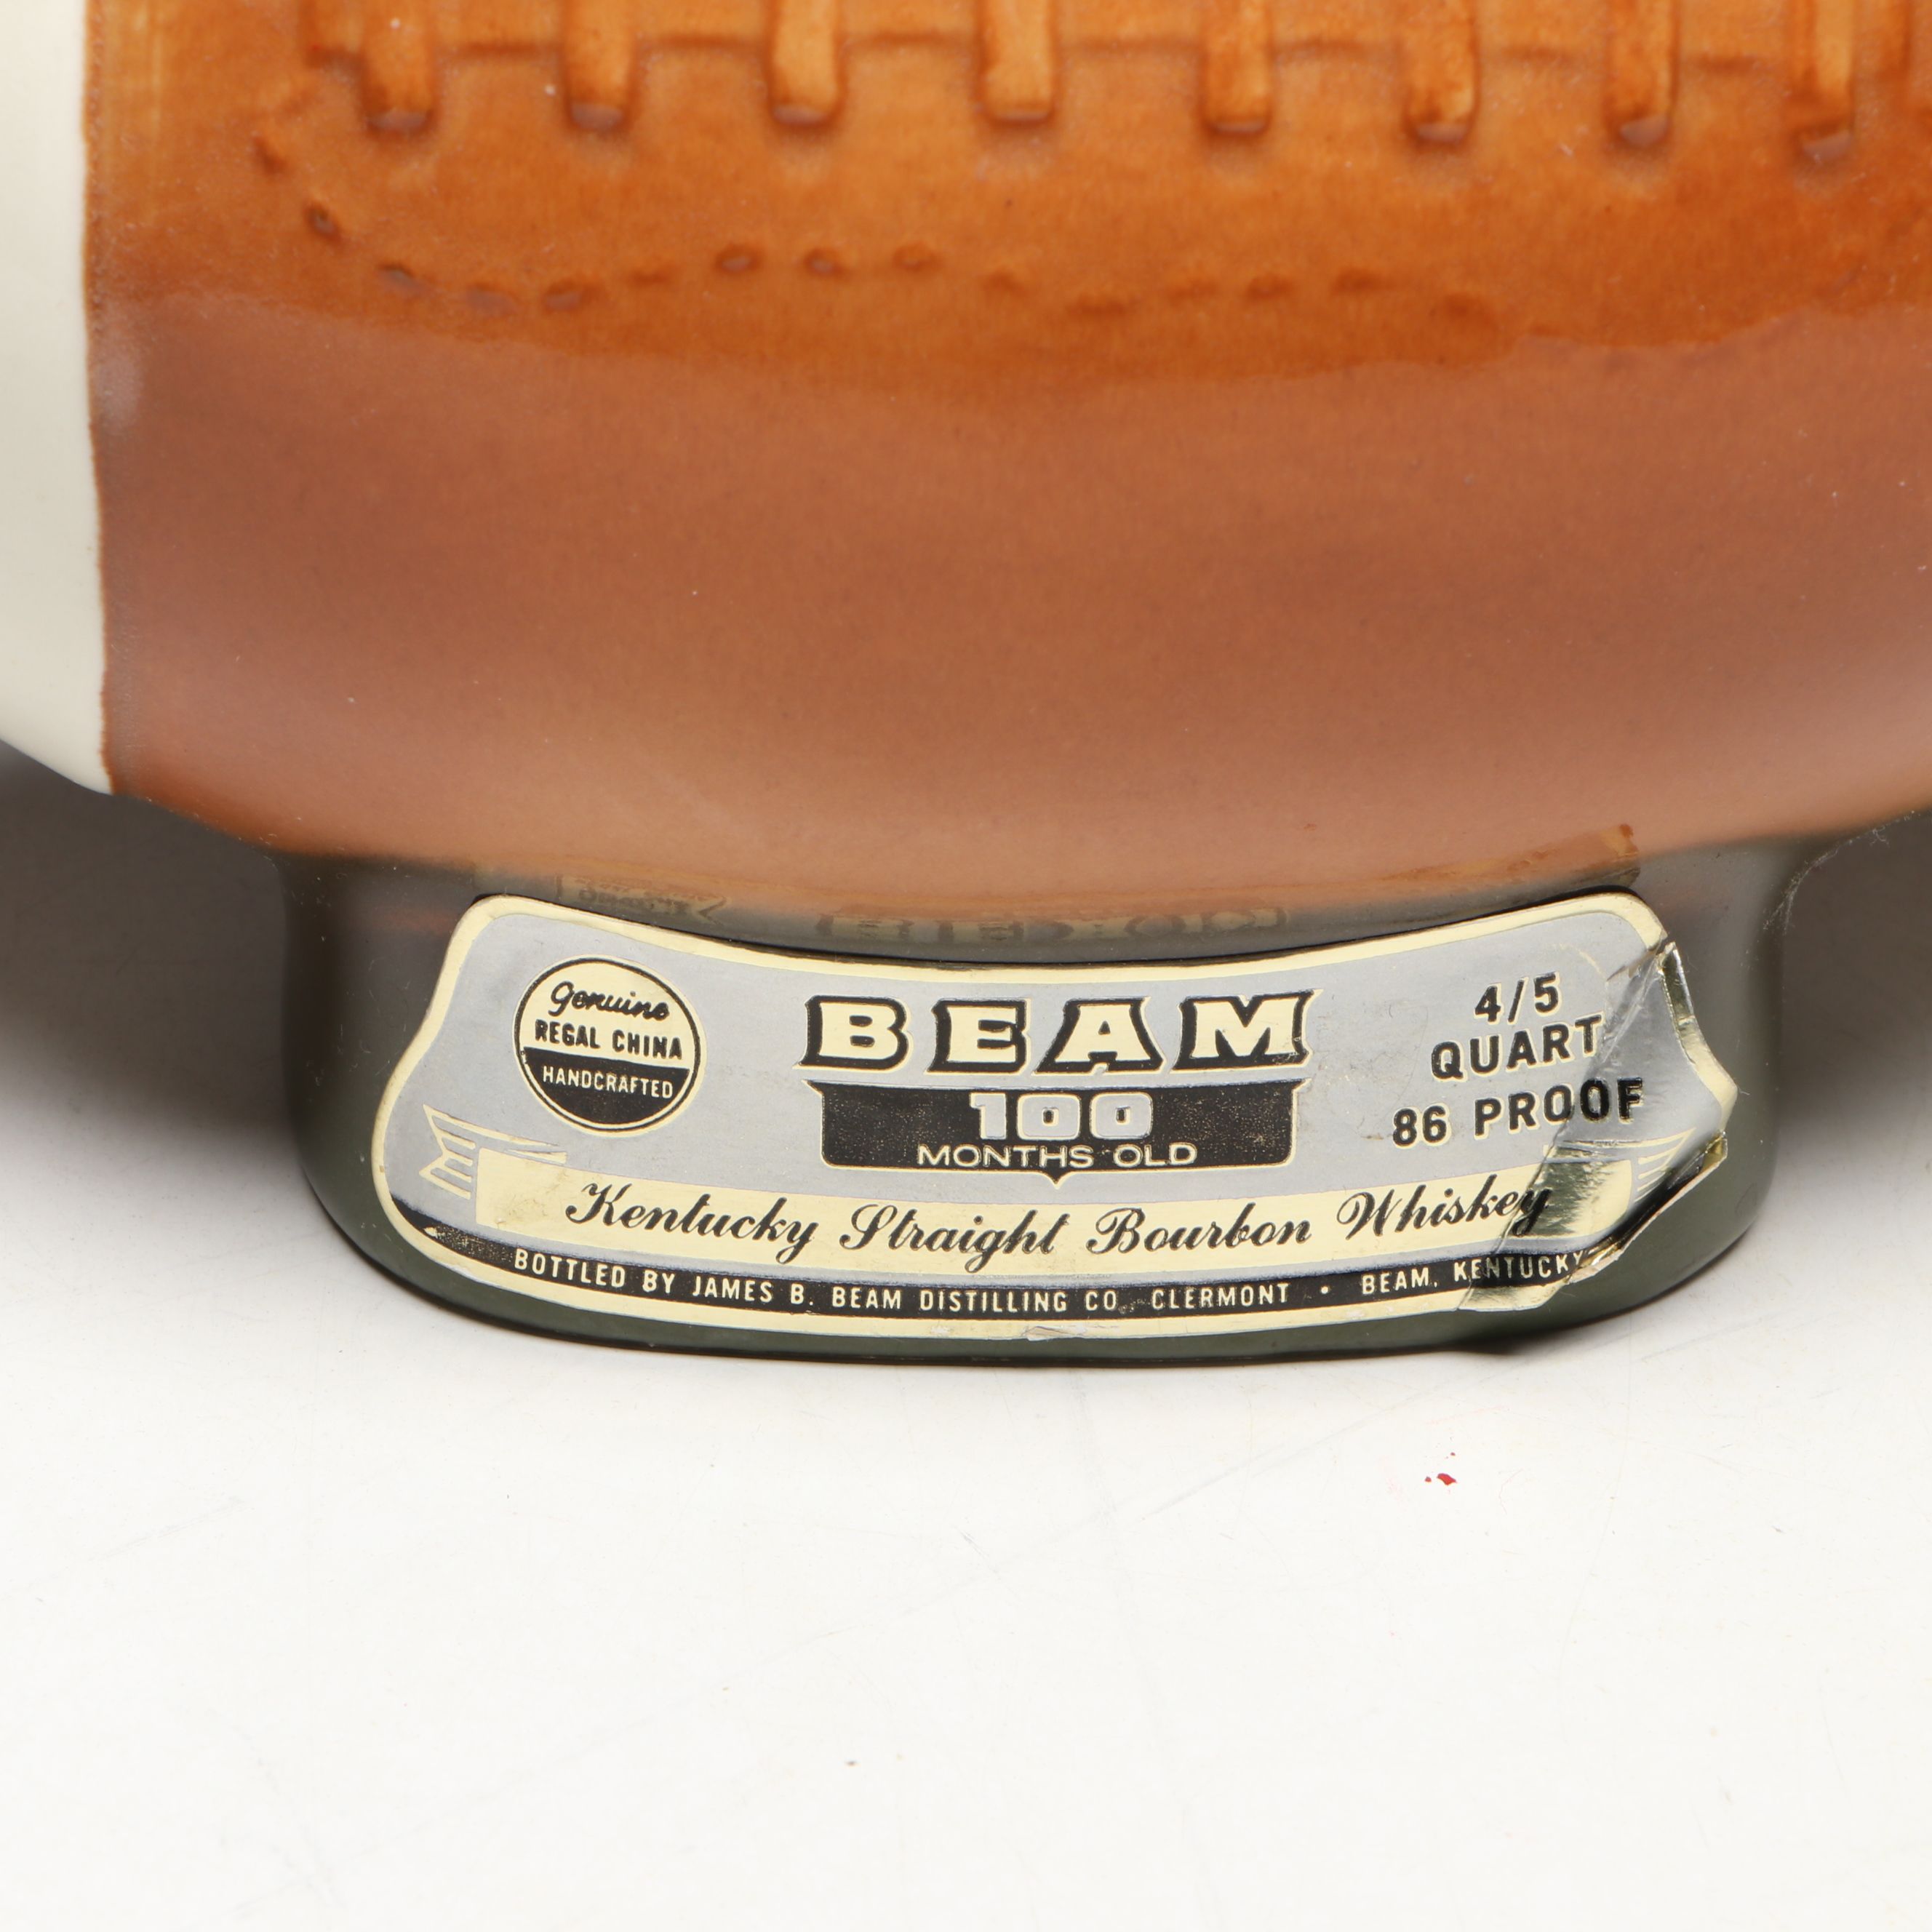 Genuine
REGAL CHINA
HANDCRAFTED
BEAM
100
MONTHS OLD
4/5
QUART
86 PROOF
Kentucky Straight Bourbon Whiskey
BOTTLED BY JAMES B. BEAM DISTILLING CO. CLERMONT • BEAM, KENTUCKY